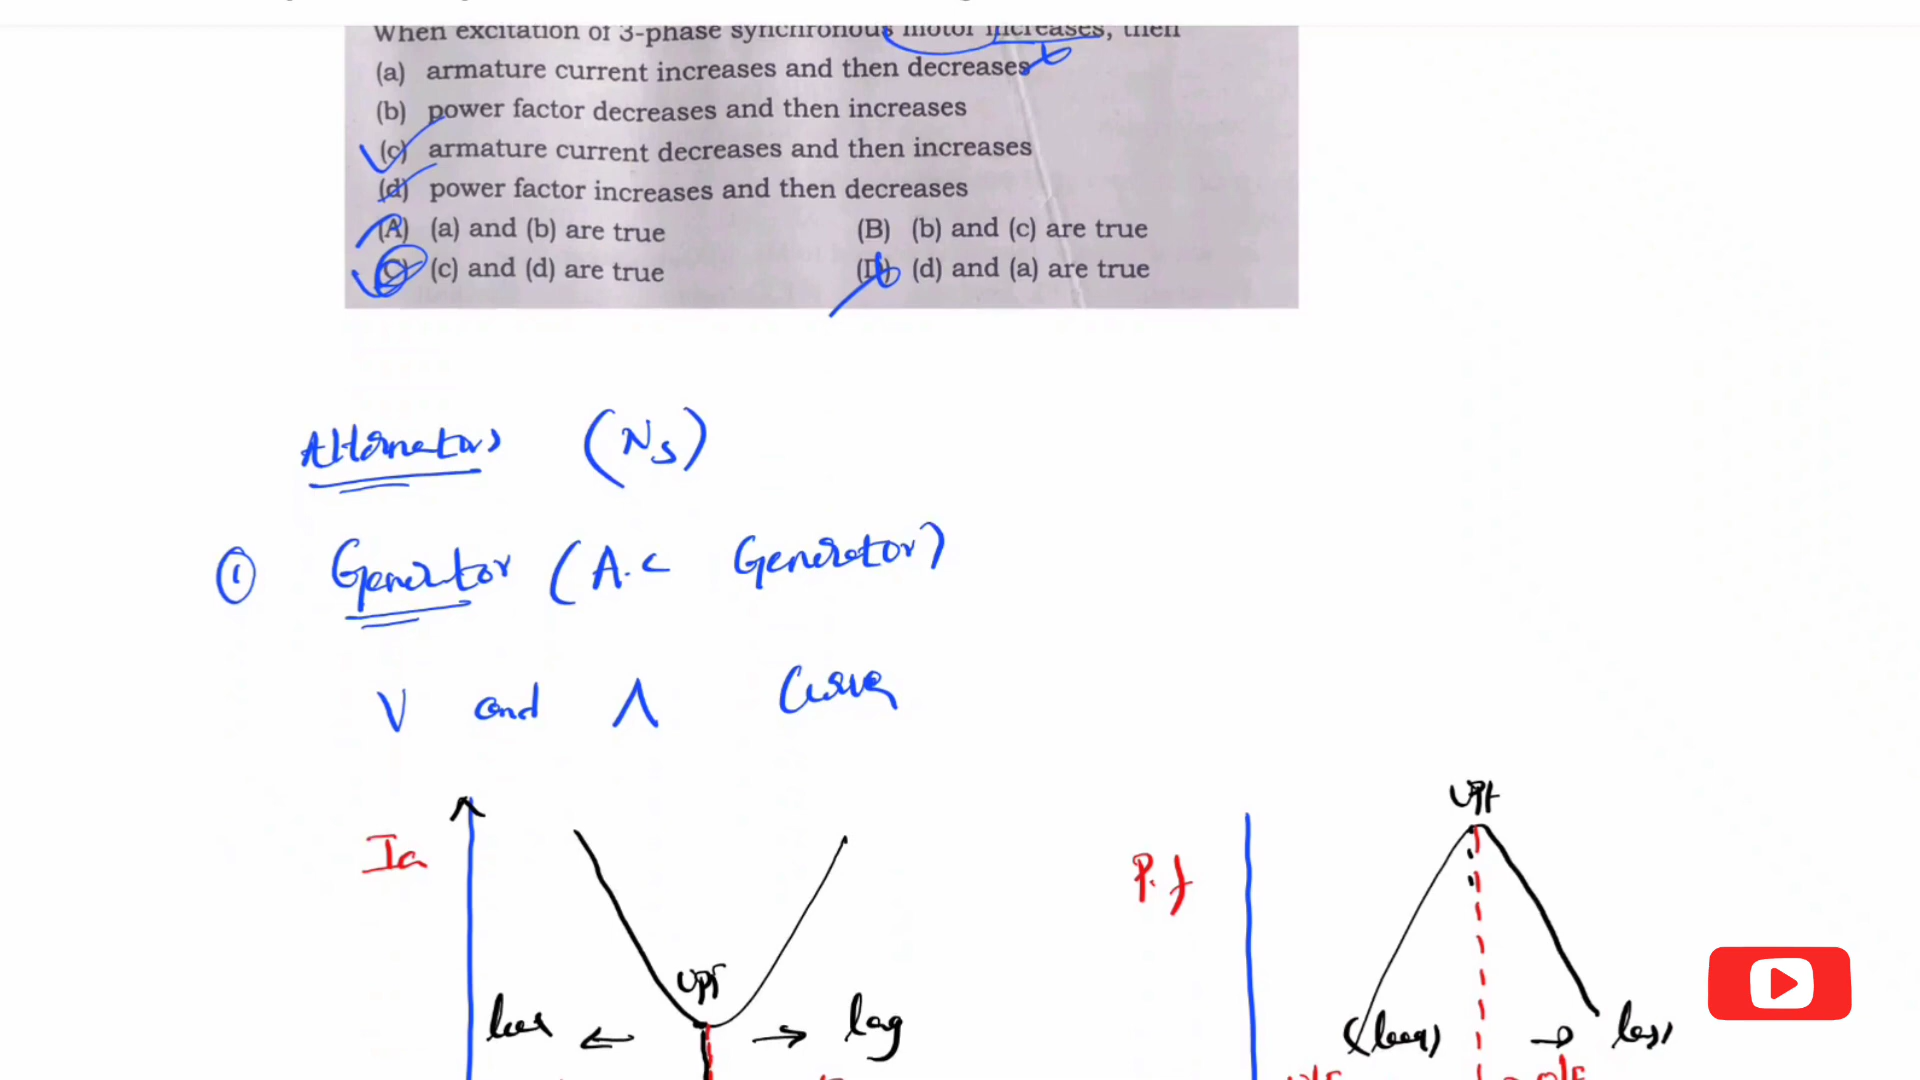 When excitation of 3-phase synchronous motor increases, then
(a) armature current increases and then decreases
(b) power factor decreases and then increases
(c) armature current decreases and then increases
(d) power factor increases and then decreases
(A) (a) and (b) are true (B) (b) and (c) are true
(C) (c) and (d) are true (D) (d) and (a) are true
Alternators (Ns)
① Generator (A.C Generator)
V and Λ Curve
UPf
Ia P.f
UPf
lag